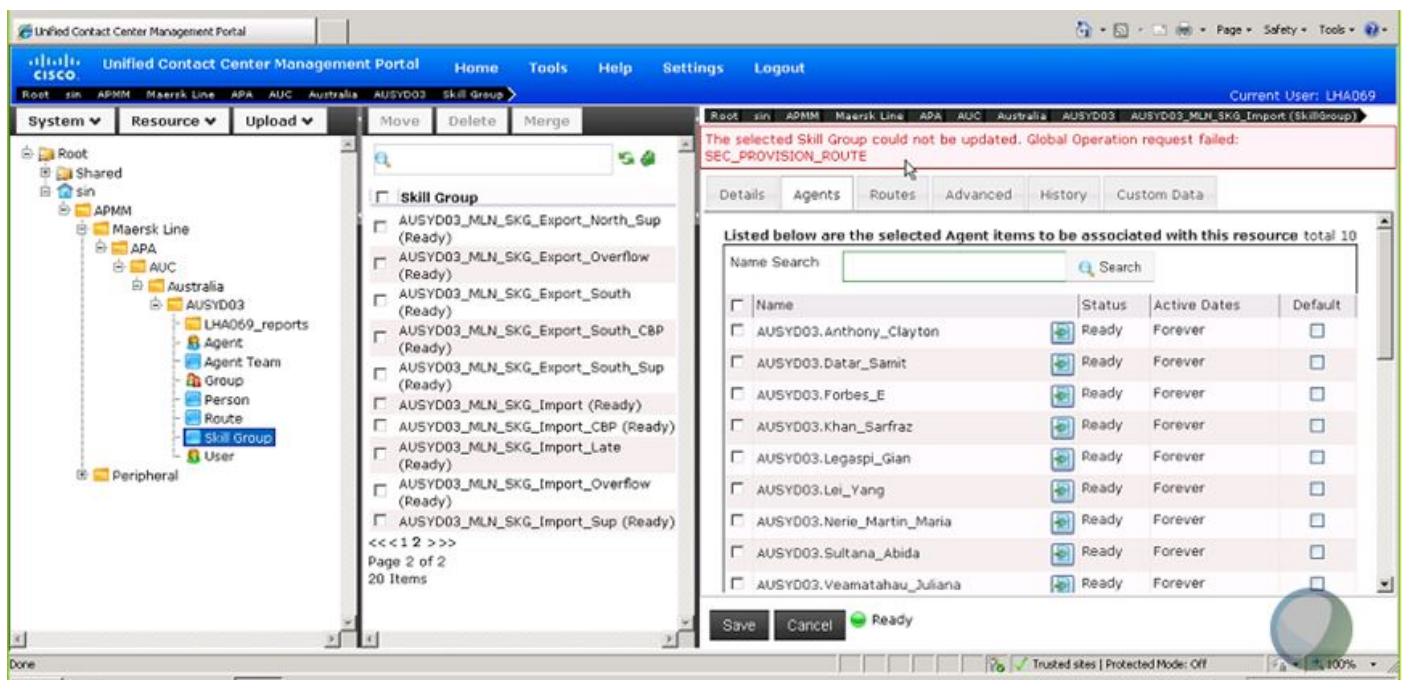 Unified Contact Center Management Portal
Page Safety Tools
CISCO. Unified Contact Center Management Portal Home Tools Help Settings Logout
Root sin APMM Maersk Line APA AUC Australia AUSYD03 Skill Group
Current User: LHA069
System Resource Upload
Root
Shared
sin
APMM
Maersk Line
APA
AUC
Australia
AUSYD03
LHA069_reports
Agent
Agent Team
Group
Person
Route
Skill Group
User
Peripheral
Move Delete Merge
Skill Group
AUSYD03_MLN_SKG_Export_North_Sup
(Ready)
AUSYD03_MLN_SKG_Export_Overflow
(Ready)
AUSYD03_MLN_SKG_Export_South
(Ready)
AUSYD03_MLN_SKG_Export_South_CBP
(Ready)
AUSYD03_MLN_SKG_Export_South_Sup
(Ready)
AUSYD03_MLN_SKG_Import (Ready)
AUSYD03_MLN_SKG_Import_CBP (Ready)
AUSYD03_MLN_SKG_Import_Late
(Ready)
AUSYD03_MLN_SKG_Import_Overflow
(Ready)
AUSYD03_MLN_SKG_Import_Sup (Ready)
<<<1 2 >>>
Page 2 of 2
20 Items
Root sin APMM Maersk Line APA AUC Australia AUSYD03 AUSYD03_MLN_SKG_Import (SkillGroup)
The selected Skill Group could not be updated. Global Operation request failed:
SEC_PROVISION_ROUTE
Details Agents Routes Advanced History Custom Data
Listed below are the selected Agent items to be associated with this resource total 10
Name Search Search
Name Status Active Dates Default
AUSYD03.Anthony_Clayton Ready Forever
AUSYD03.Datar_Samit Ready Forever
AUSYD03.Forbes_E Ready Forever
AUSYD03.Khan_Sarfraz Ready Forever
AUSYD03.Legaspi_Gian Ready Forever
AUSYD03.Lei_Yang Ready Forever
AUSYD03.Nerie_Martin_Maria Ready Forever
AUSYD03.Sultana_Abida Ready Forever
AUSYD03.Veamatahau_Juliana Ready Forever
Save Cancel Ready
Done
Trusted sites | Protected Mode: Off
100%